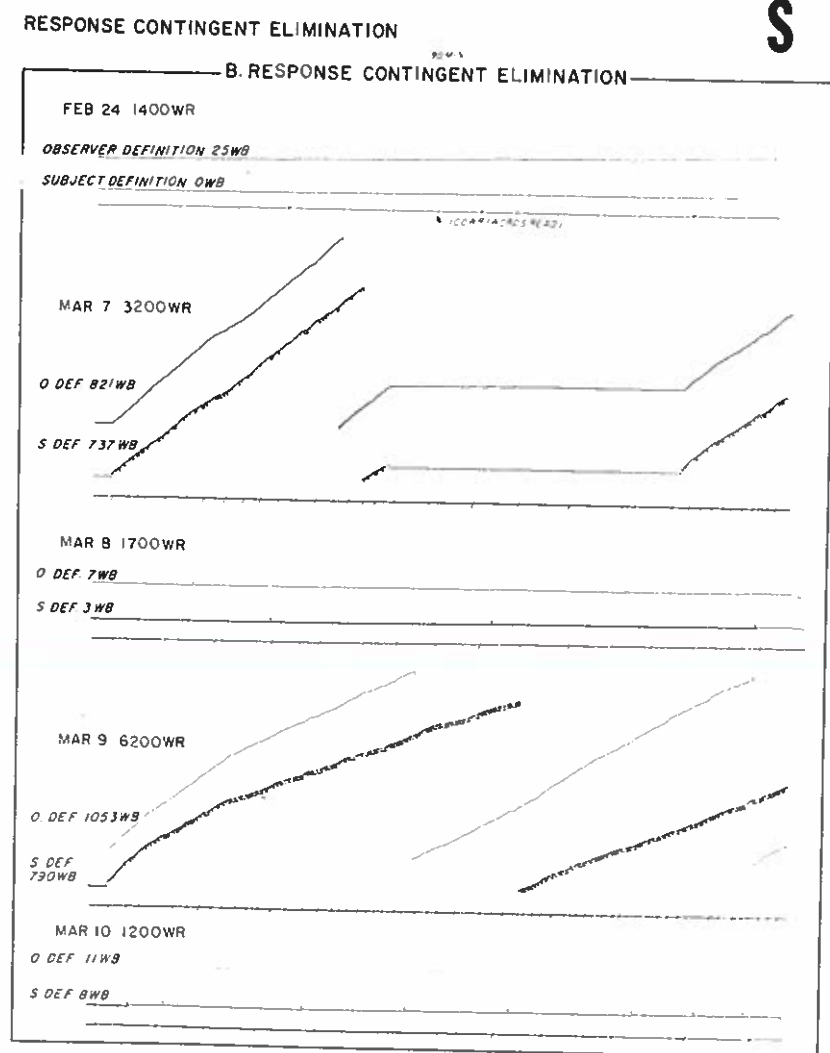 RESPONSE CONTINGENT ELIMINATION
S
B. RESPONSE CONTINGENT ELIMINATION
FEB 24 1400WR
OBSERVER DEFINITION 25WB
SUBJECT DEFINITION 0WB
MAR 7 3200WR
O DEF 821WB
S DEF 737WB
MAR 8 1700WR
O DEF. 7WB
S DEF. 3WB
MAR 9 6200WR
O. DEF 1053WB
S DEF
790WB
MAR 10 1200WR
O DEF 11WB
S DEF 8WB